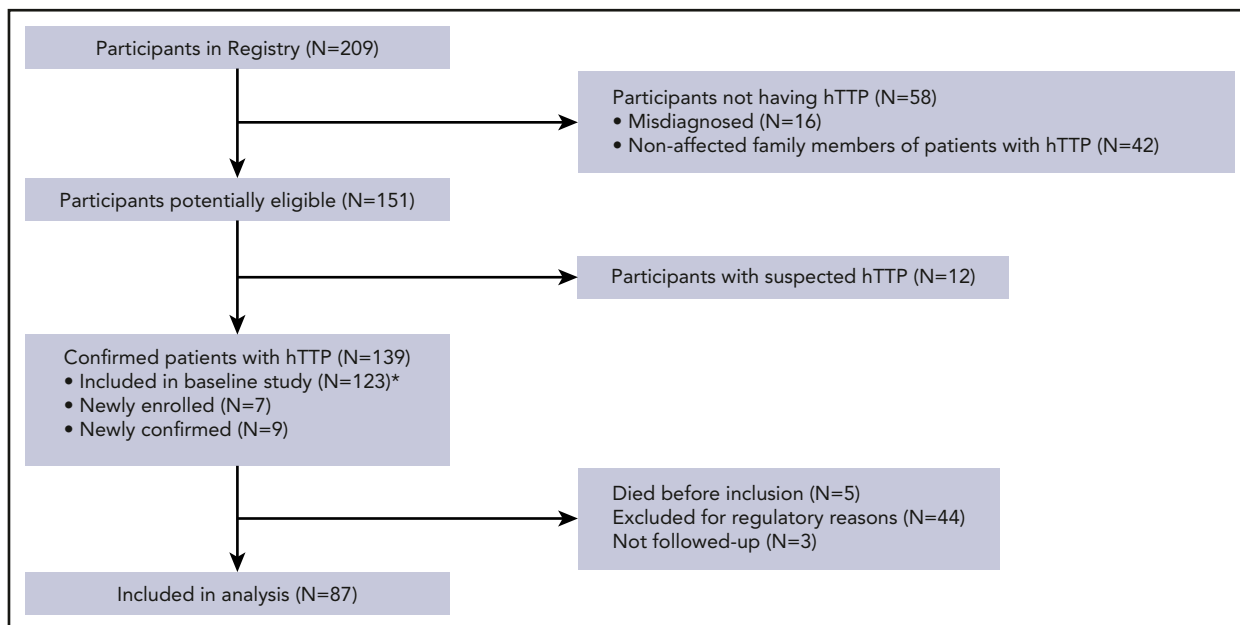 Participants in Registry (N=209)
Participants not having hTTP (N=58)
• Misdiagnosed (N=16)
• Non-affected family members of patients with hTTP (N=42)
Participants potentially eligible (N=151)
Participants with suspected hTTP (N=12)
Confirmed patients with hTTP (N=139)
• Included in baseline study (N=123)*
• Newly enrolled (N=7)
• Newly confirmed (N=9)
Died before inclusion (N=5)
Excluded for regulatory reasons (N=44)
Not followed-up (N=3)
Included in analysis (N=87)